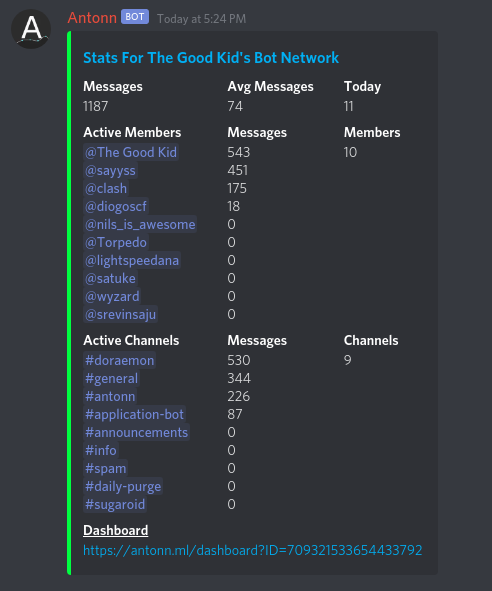 A
Antonn BOT Today at 5:24 PM
Stats For The Good Kid's Bot Network
Messages Avg Messages Today
1187 74 11
Active Members Messages Members
@The Good Kid 543 10
@sayyss 451
@clash 175
@diogoscf 18
@nils_is_awesome 0
@Torpedo 0
@lightspeedana 0
@satuke 0
@wyzard 0
@srevinsaju 0
Active Channels Messages Channels
#doraemon 530 9
#general 344
#antonn 226
#application-bot 87
#announcements 0
#info 0
#spam 0
#daily-purge 0
#sugaroid 0
Dashboard
https://antonn.ml/dashboard?ID=709321533654433792